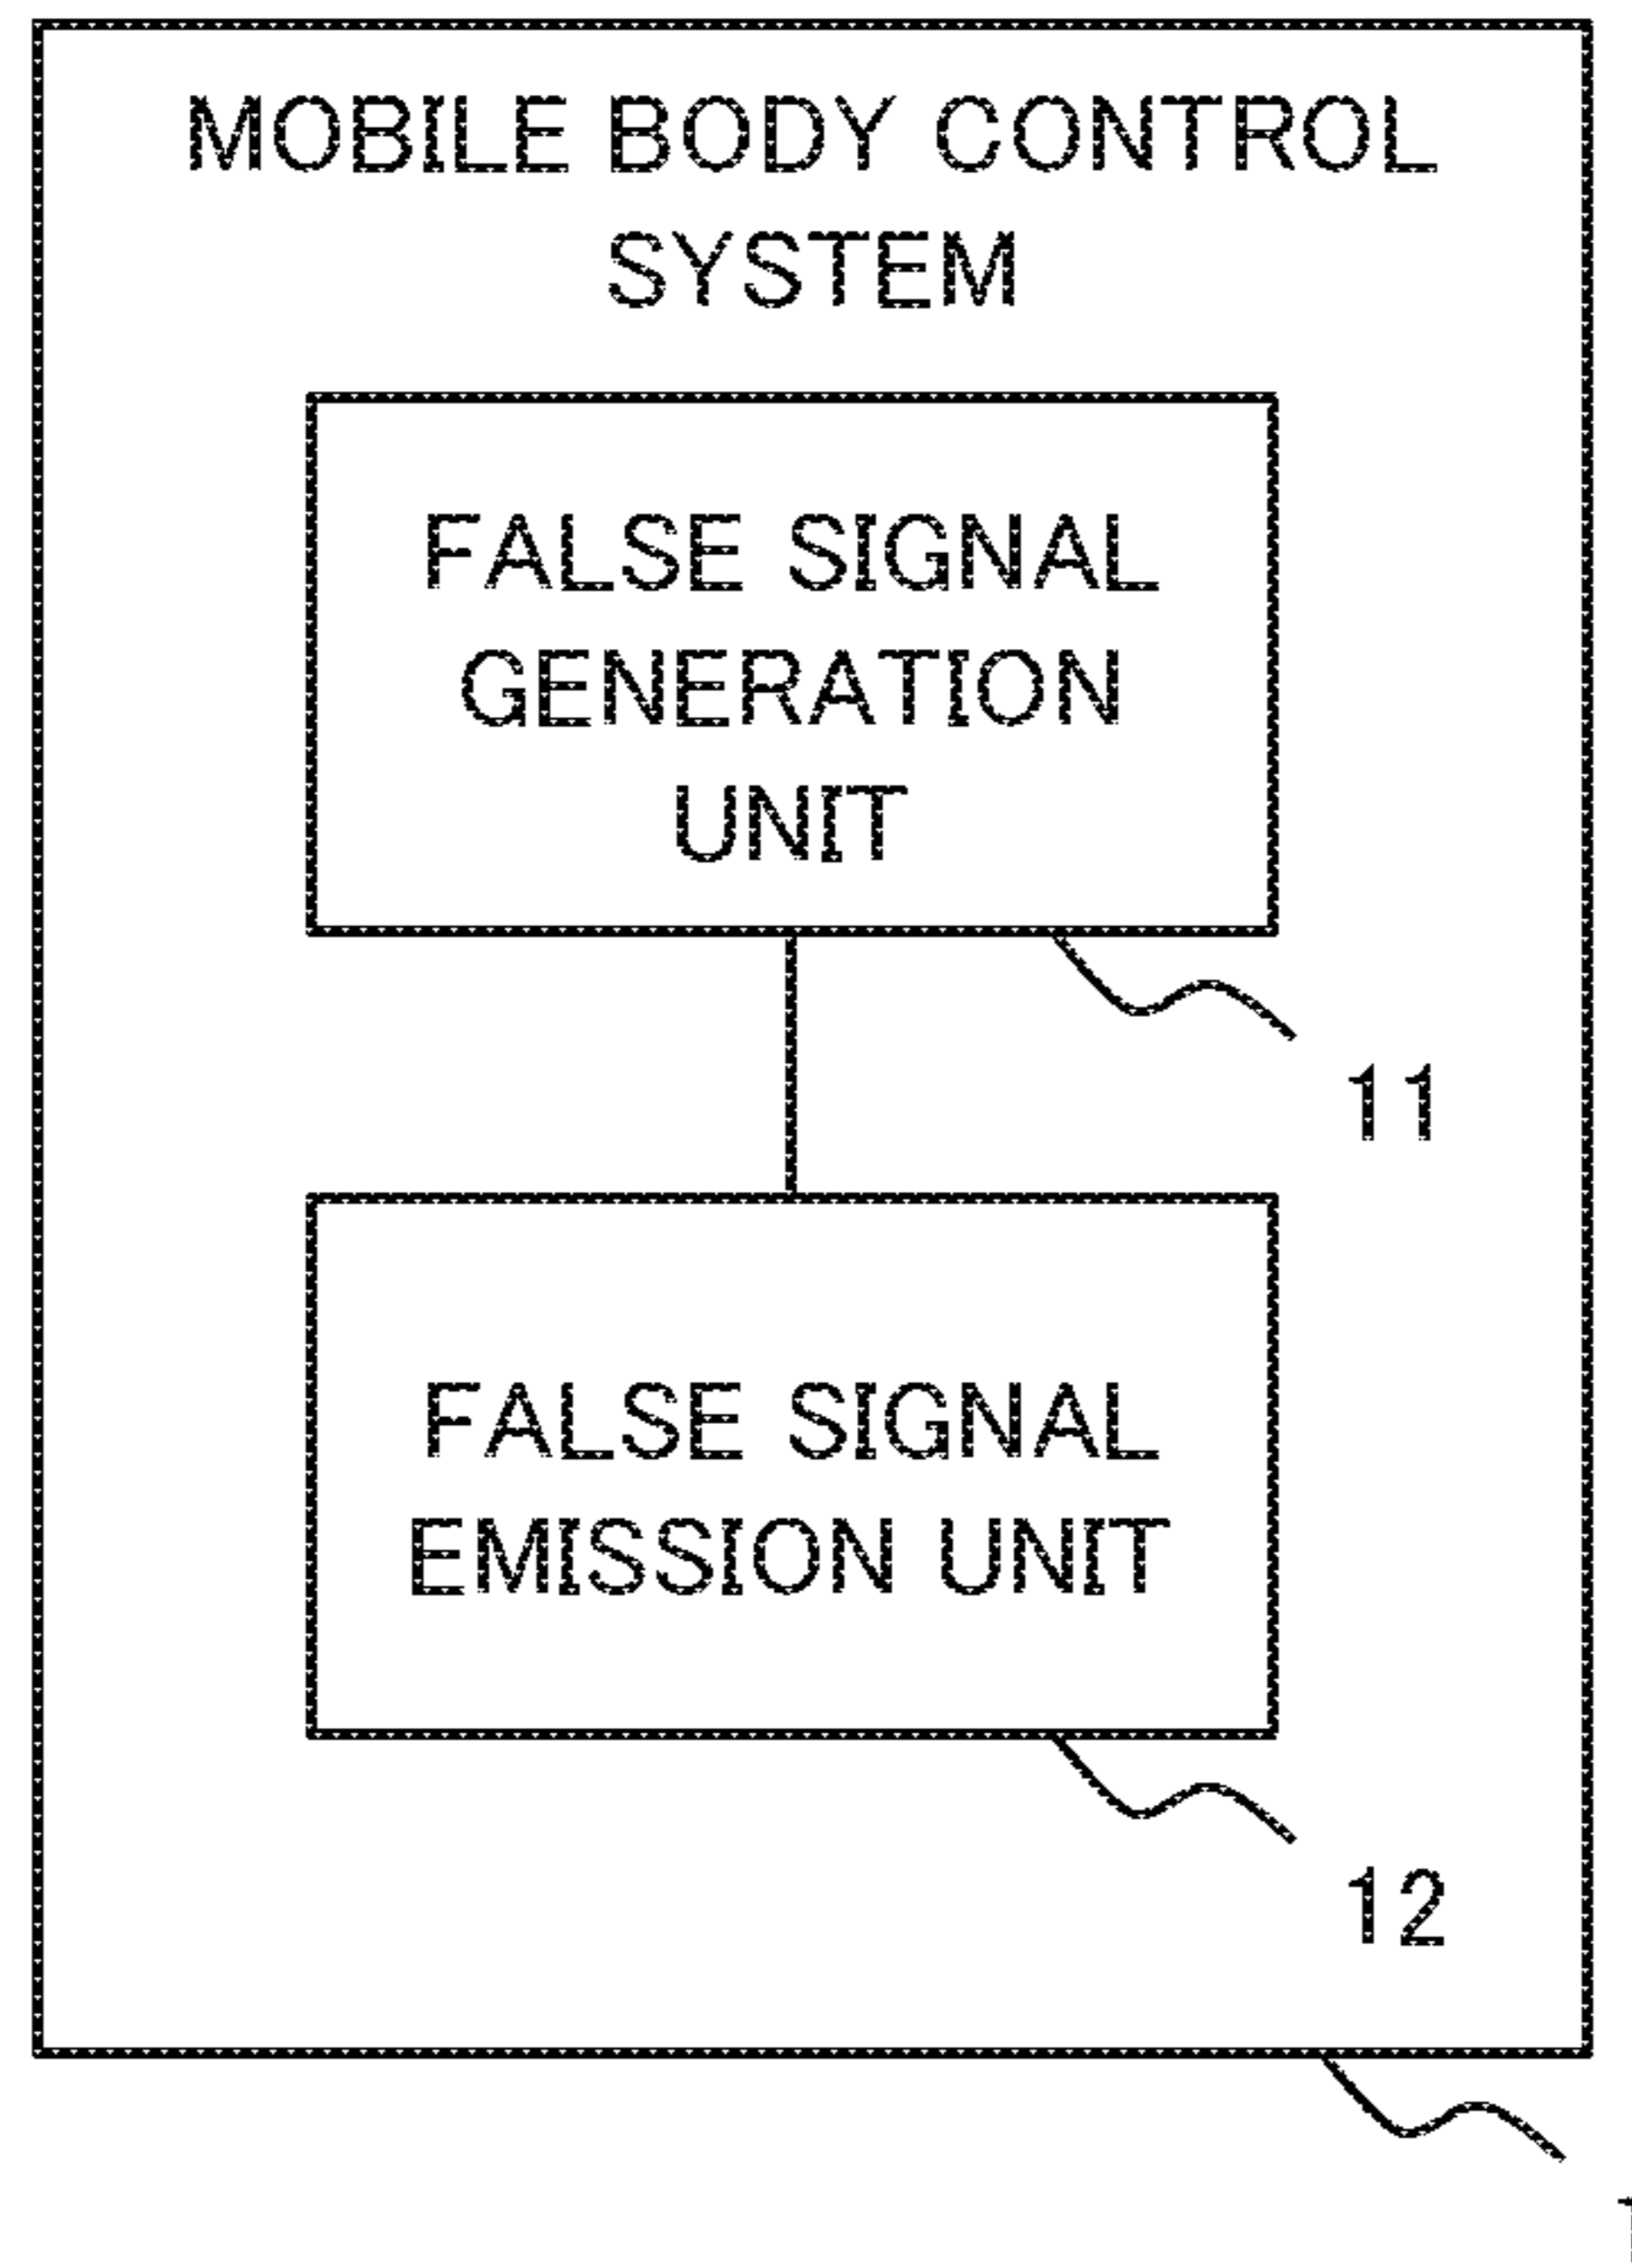 MOBILE BODY CONTROL
SYSTEM
FALSE SIGNAL
GENERATION
UNIT
11
FALSE SIGNAL
EMISSION UNIT
12